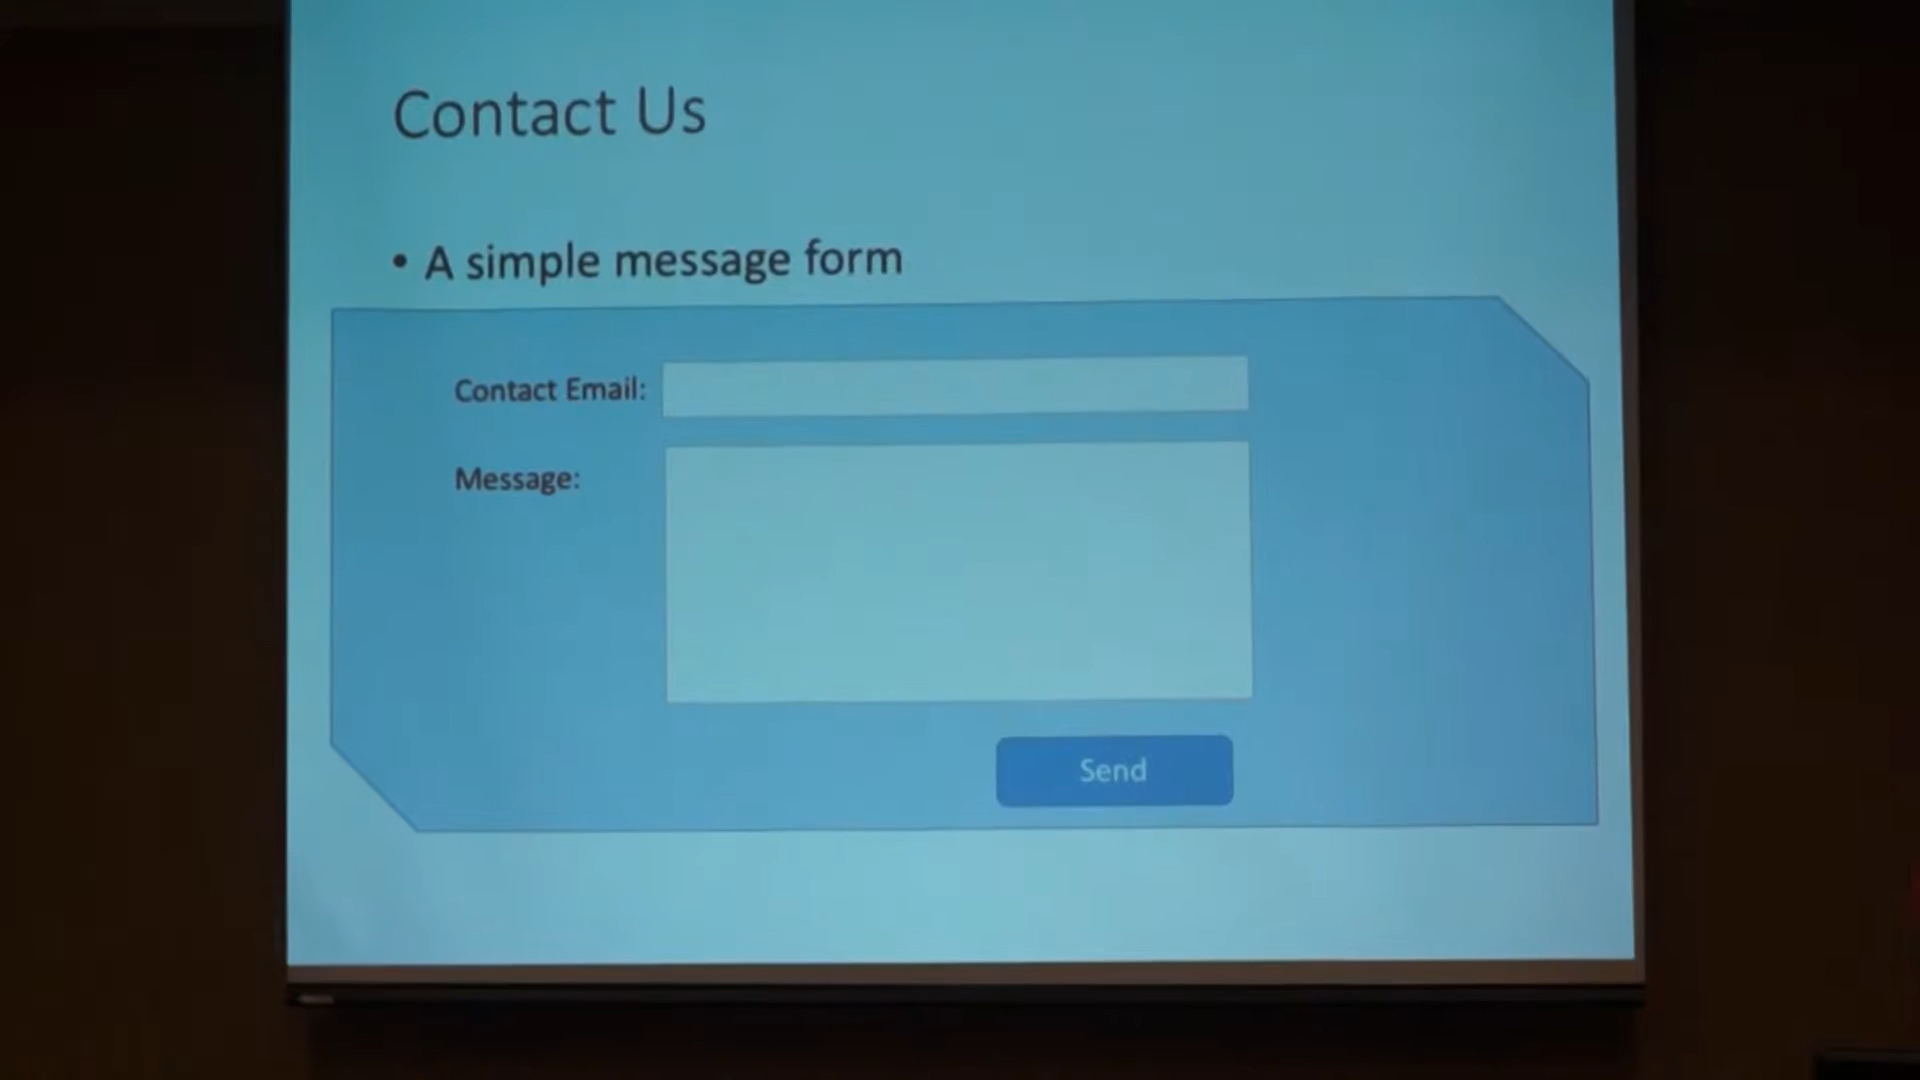 Contact Us
• A simple message form
Contact Email:
Message:
Send